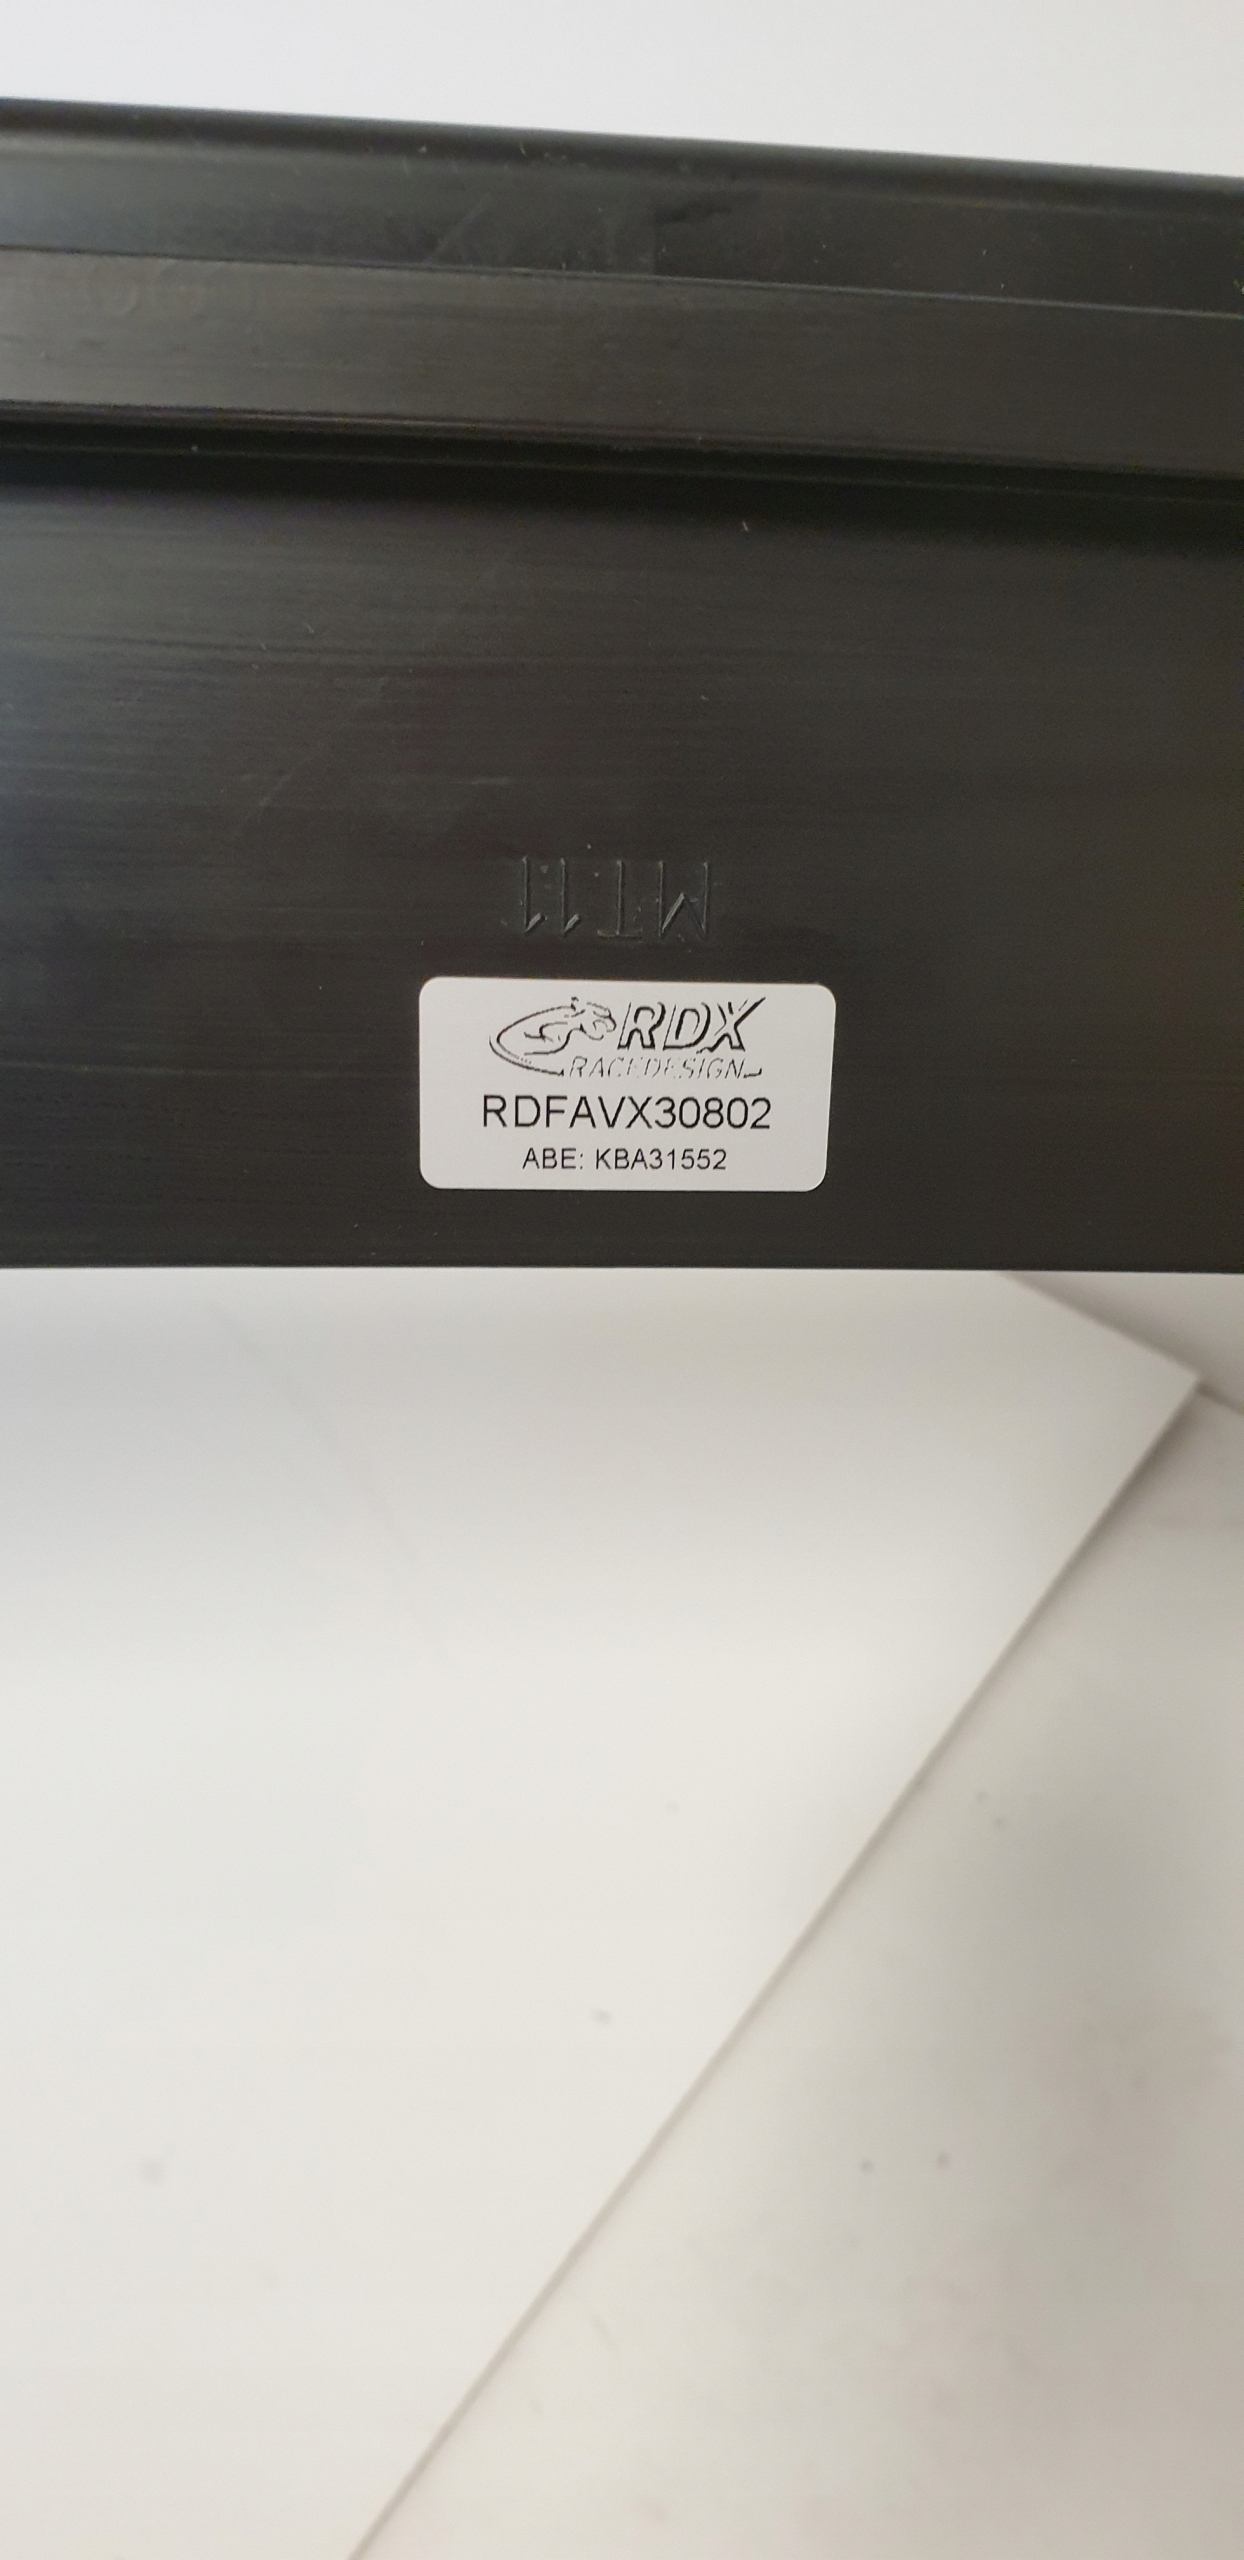 MT11
RDX
RACEDESIGN
RDFAVX30802
ABE: KBA31552